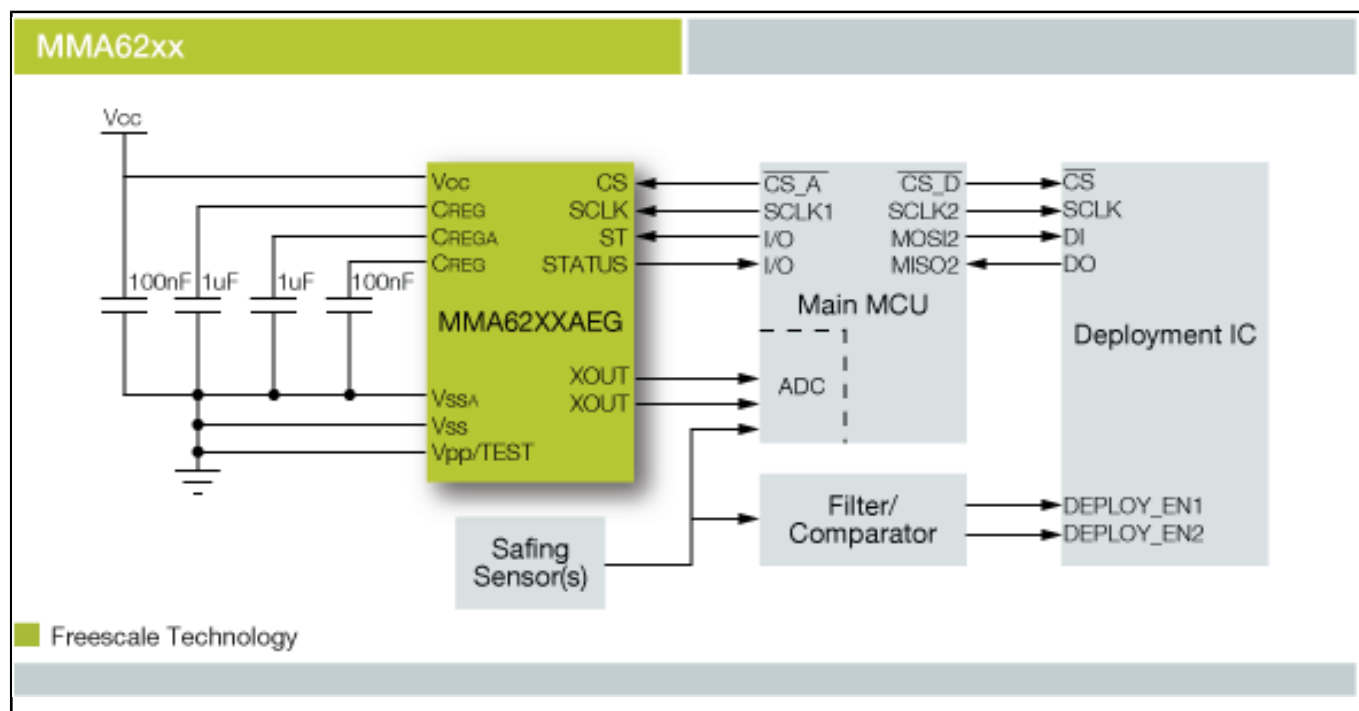 MMA62xx
Vcc
Vcc
CREG
CREGA
CREG
100nF
1uF
1uF
100nF
CS
SCLK
ST
STATUS
MMA62XXAEG
XOUT
XOUT
VSSA
Vss
Vpp/TEST
CS_A
SCLK1
I/O
I/O
CS_D
SCLK2
MOSI2
MISO2
Main MCU
ADC
CS
SCLK
DI
DO
Deployment IC
DEPLOY_EN1
DEPLOY_EN2
Filter/
Comparator
Safing
Sensor(s)
Freescale Technology